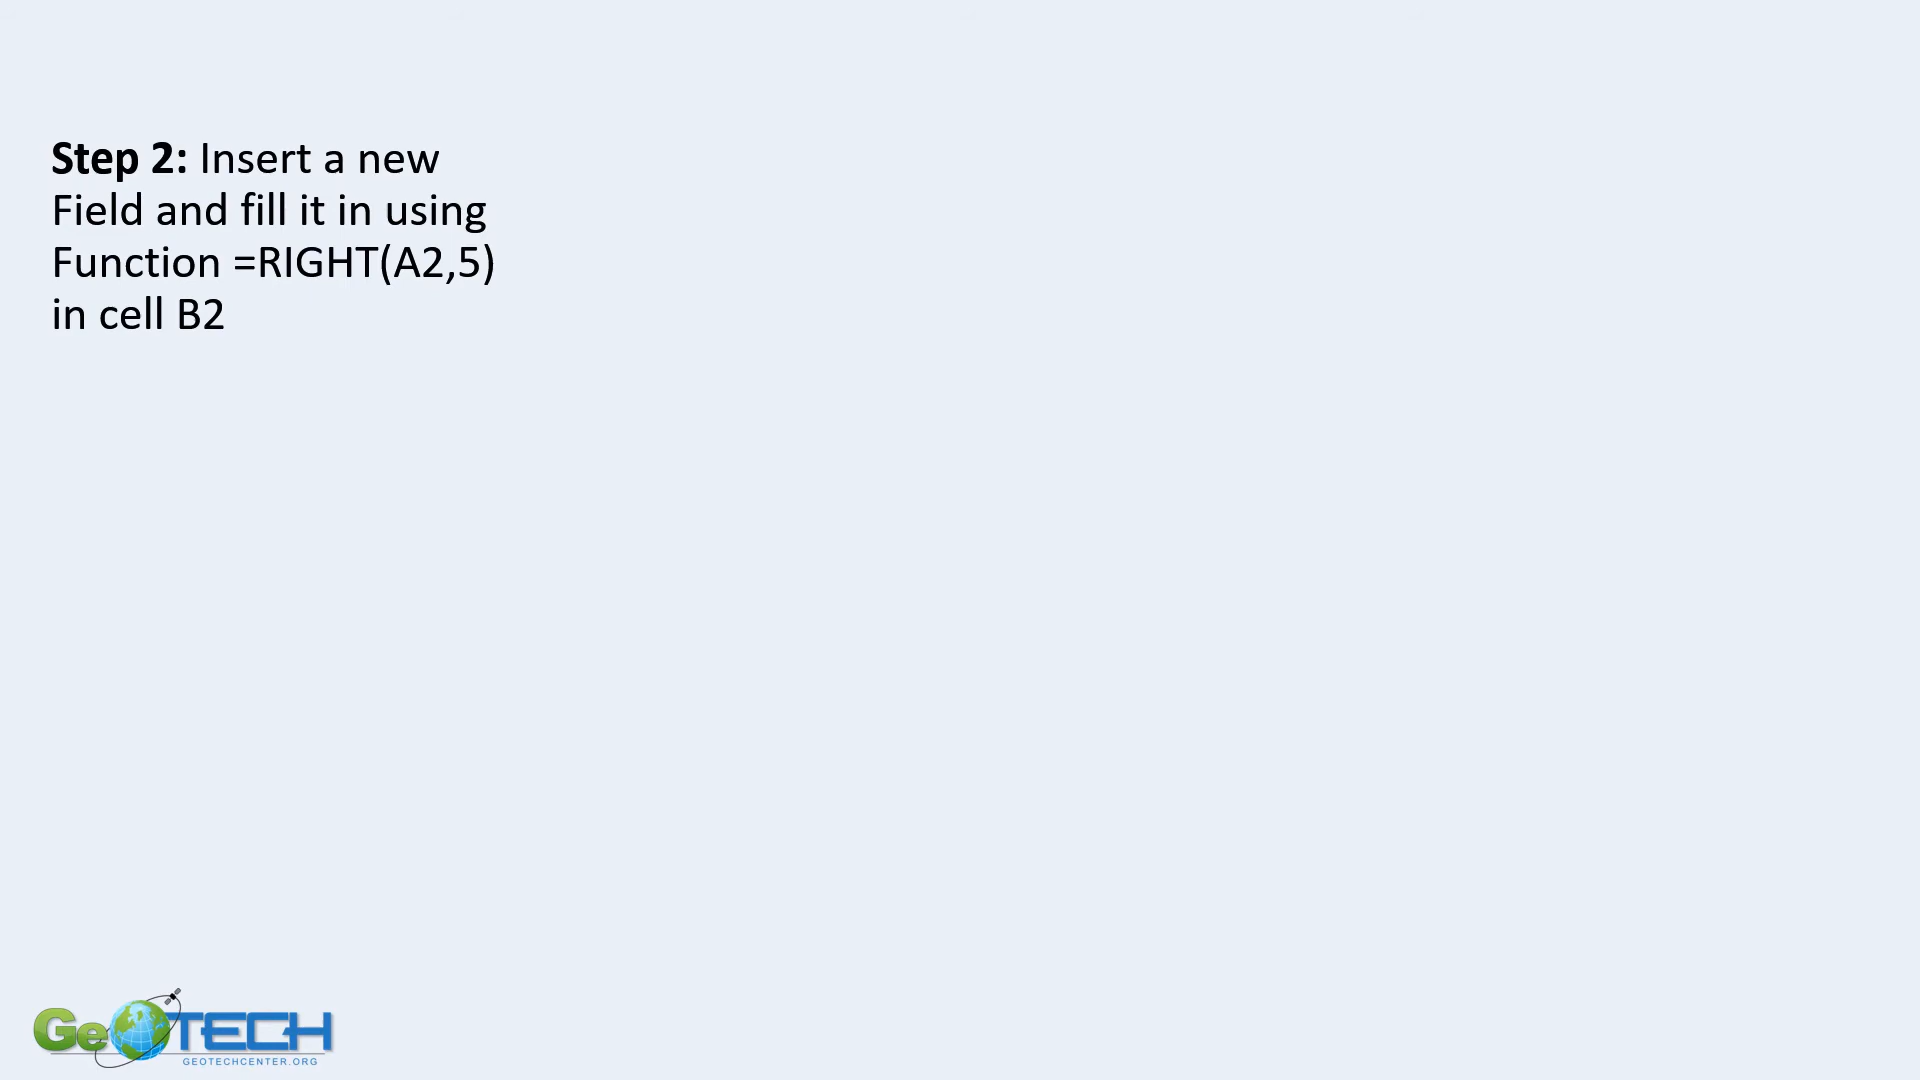 Step 2: Insert a new
Field and fill it in using
Function =RIGHT(A2,5)
in cell B2
GeoTECH
GEOTECHCENTER.ORG